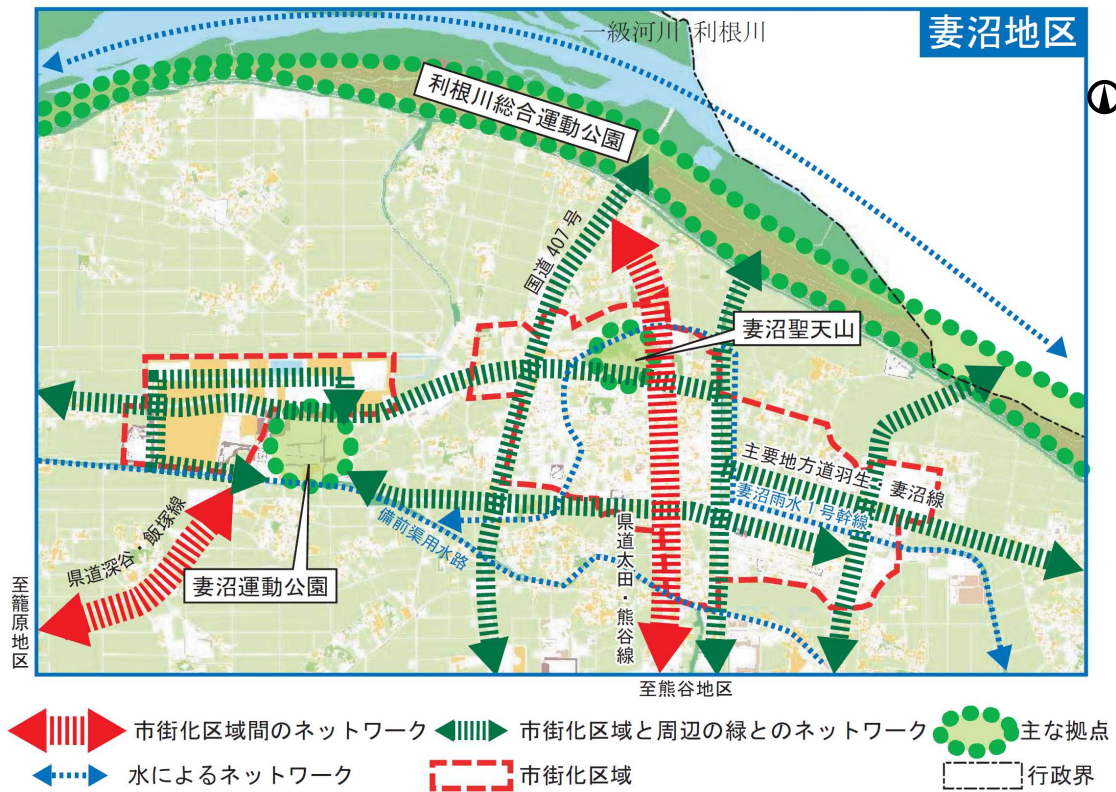 妻沼地区
一級河川 利根川
利根川総合運動公園
国道407号
妻沼聖天山
主要地方道羽生・妻沼線
妻沼雨水1号幹線
備前渠用水路
県道深谷・飯塚線
妻沼運動公園
県道太田・熊谷線
至籠原地区
至熊谷地区
市街化区域間のネットワーク
市街化区域と周辺の緑とのネットワーク
主な拠点
水によるネットワーク
市街化区域
行政界